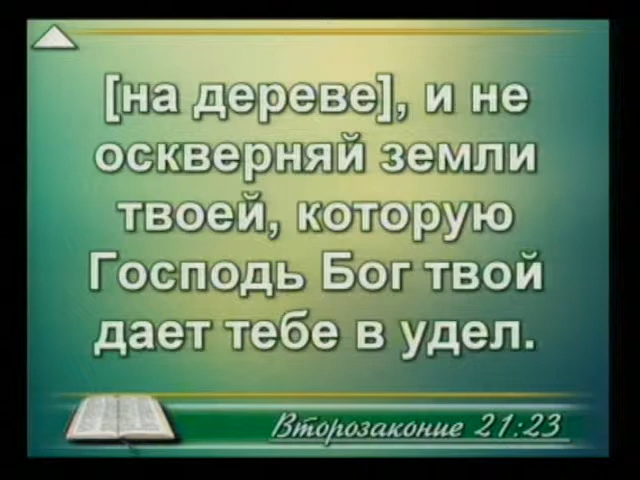 [на дереве], и не
оскверняй земли
твоей, которую
Господь Бог твой
дает тебе в удел.
Второзаконие 21:23